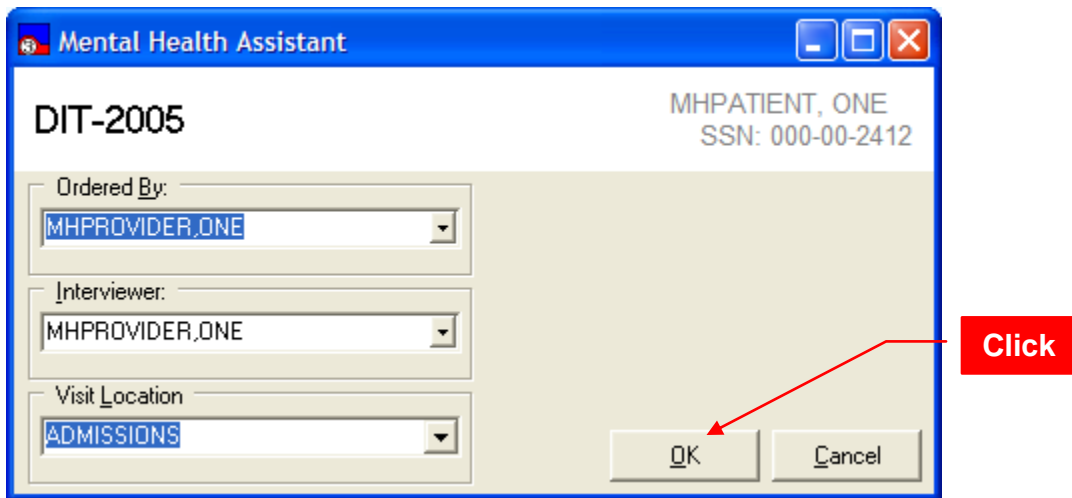 Mental Health Assistant
DIT-2005
MHPATIENT, ONE
SSN: 000-00-2412
Ordered By:
MHPROVIDER,ONE
Interviewer:
MHPROVIDER,ONE
Click
Visit Location
ADMISSIONS
OK
Cancel